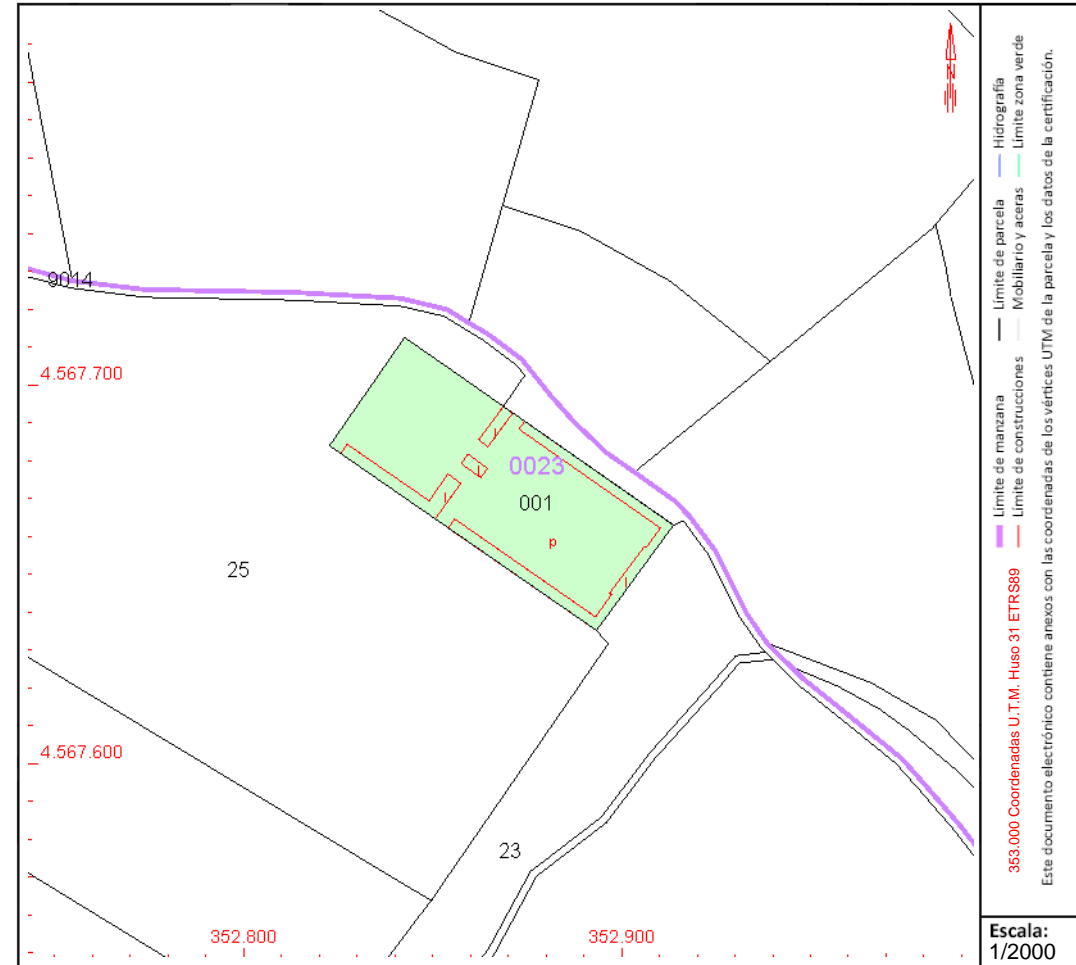 N
9014
4.567.700
0023
001
I
I
I
I
p
25
4.567.600
23
352.800
352.900
353.000 Coordenadas U.T.M. Huso 31 ETRS89
Límite de manzana
Límite de construcciones
Límite de parcela
Mobiliario y aceras
Hidrografía
Límite zona verde
Este documento electrónico contiene anexos con las coordenadas de los vértices UTM de la parcela y los datos de la certificación.
Escala:
1/2000